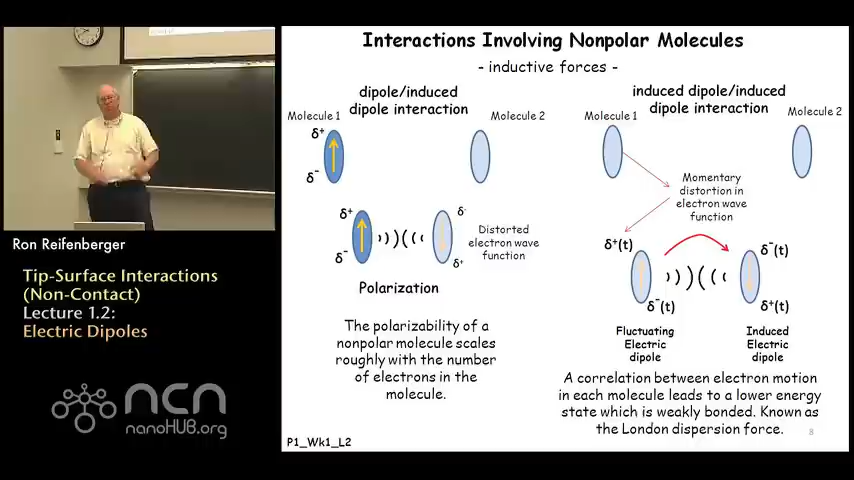 Interactions Involving Nonpolar Molecules
- inductive forces -
dipole/induced
dipole interaction
Molecule 1
Molecule 2
δ⁺
δ⁻
δ⁺
δ⁻
δ⁻
δ⁺
Distorted
electron wave
function
Polarization
The polarizability of a
nonpolar molecule scales
roughly with the number
of electrons in the
molecule.
induced dipole/induced
dipole interaction
Molecule 1
Molecule 2
Momentary
distortion in
electron wave
function
δ⁺(t)
δ⁻(t)
δ⁻(t)
δ⁺(t)
Fluctuating
Electric
dipole
Induced
Electric
dipole
A correlation between electron motion
in each molecule leads to a lower energy
state which is weakly bonded. Known as
the London dispersion force.
8
P1_Wk1_L2
Ron Reifenberger
Tip-Surface Interactions
(Non-Contact)
Lecture 1.2:
Electric Dipoles
ncn
nanoHUB.org